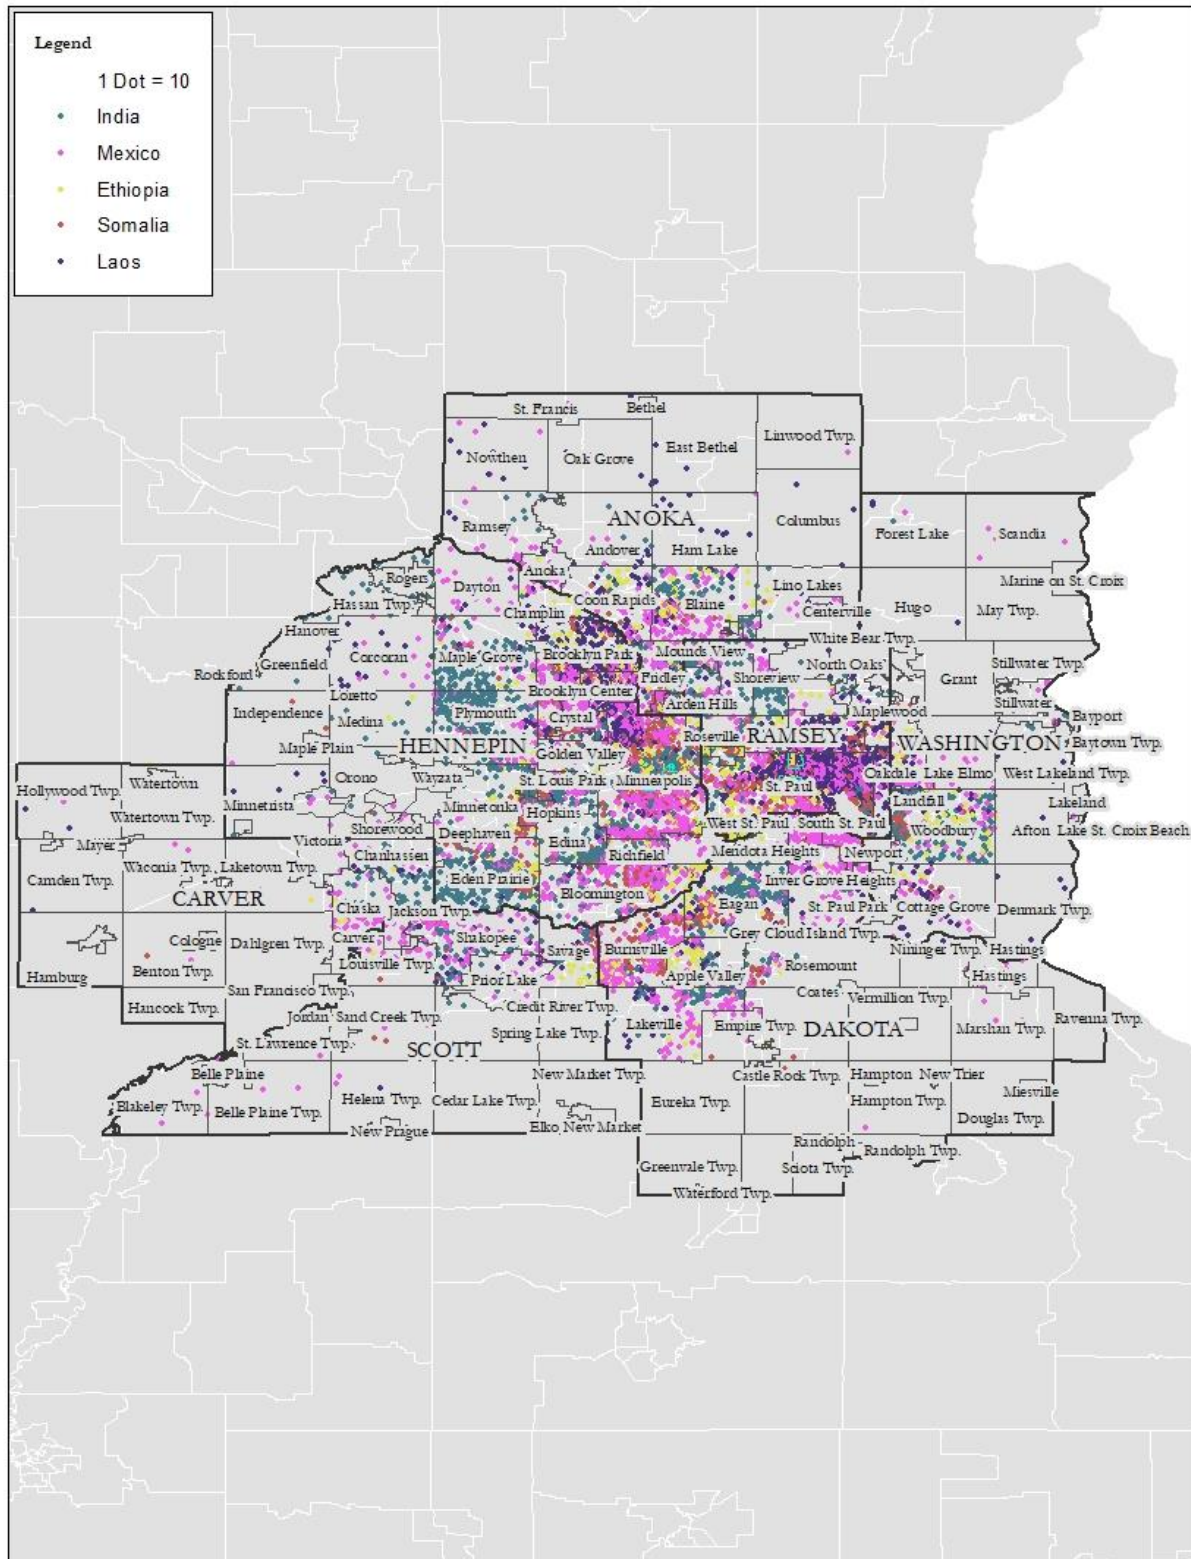 Legend
1 Dot = 10
India
Mexico
Ethiopia
Somalia
Laos
St. Francis
Bethel
Linwood Twp.
Nowthen
Oak Grove
East Bethel
Ramsey
ANOKA
Columbus
Forest Lake
Scandia
Andover
Ham Lake
Rogers
Dayton
Anoka
Lino Lakes
Marine on St. Croix
Hassan Twp.
Champlin
Coon Rapids
Blaine
Centerville
Hugo
May Twp.
Hanover
White Bear Twp.
Corcoran
Maple Grove
Brooklyn Park
Mounds View
North Oaks
Stillwater Twp.
Greenfield
Rockford
Fridley
Shoreview
Grant
Loretto
Brooklyn Center
Arden Hills
Stillwater
Independence
Medina
Plymouth
Crystal
Maplewood
Bayport
Maple Plain
HENNEPIN
Golden Valley
Roseville
RAMSEY
WASHINGTON
Baytown Twp.
Hollywood Twp.
Watertown
Orono
Wayzata
St. Louis Park
Minneapolis
St. Paul
Oakdale
Lake Elmo
West Lakeland Twp.
Minnetrista
Minnetonka
Hopkins
Landfall
Lakeland
Watertown Twp.
Shorewood
Deephaven
West St. Paul
South St. Paul
Woodbury
Afton
Lake St. Croix Beach
Mayer
Victoria
Chanhassen
Edina
Richfield
Mendota Heights
Newport
Camden Twp.
Waconia Twp.
Laketown Twp.
Eden Prairie
Bloomington
Inver Grove Heights
CARVER
Chaska
Jackson Twp.
Eagan
St. Paul Park
Cottage Grove
Denmark Twp.
Cologne
Dahlgren Twp.
Carver
Shakopee
Savage
Burnsville
Grey Cloud Island Twp.
Nininger Twp.
Hastings
Hamburg
Benton Twp.
Louisville Twp.
Prior Lake
Apple Valley
Rosemount
Hastings
San Francisco Twp.
Coates
Vermillion Twp.
Hancock Twp.
Credit River Twp.
Jordan
Sand Creek Twp.
Spring Lake Twp.
Lakeville
Empire Twp.
DAKOTA
Marshan Twp.
Ravenna Twp.
St. Lawrence Twp.
SCOTT
Belle Plaine
New Market Twp.
Castle Rock Twp.
Hampton
New Trier
Miesville
Blakeley Twp.
Belle Plaine Twp.
Helena Twp.
Cedar Lake Twp.
Eureka Twp.
Hampton Twp.
Douglas Twp.
New Prague
Elko New Market
Randolph
Randolph Twp.
Greenvale Twp.
Sciota Twp.
Waterford Twp.